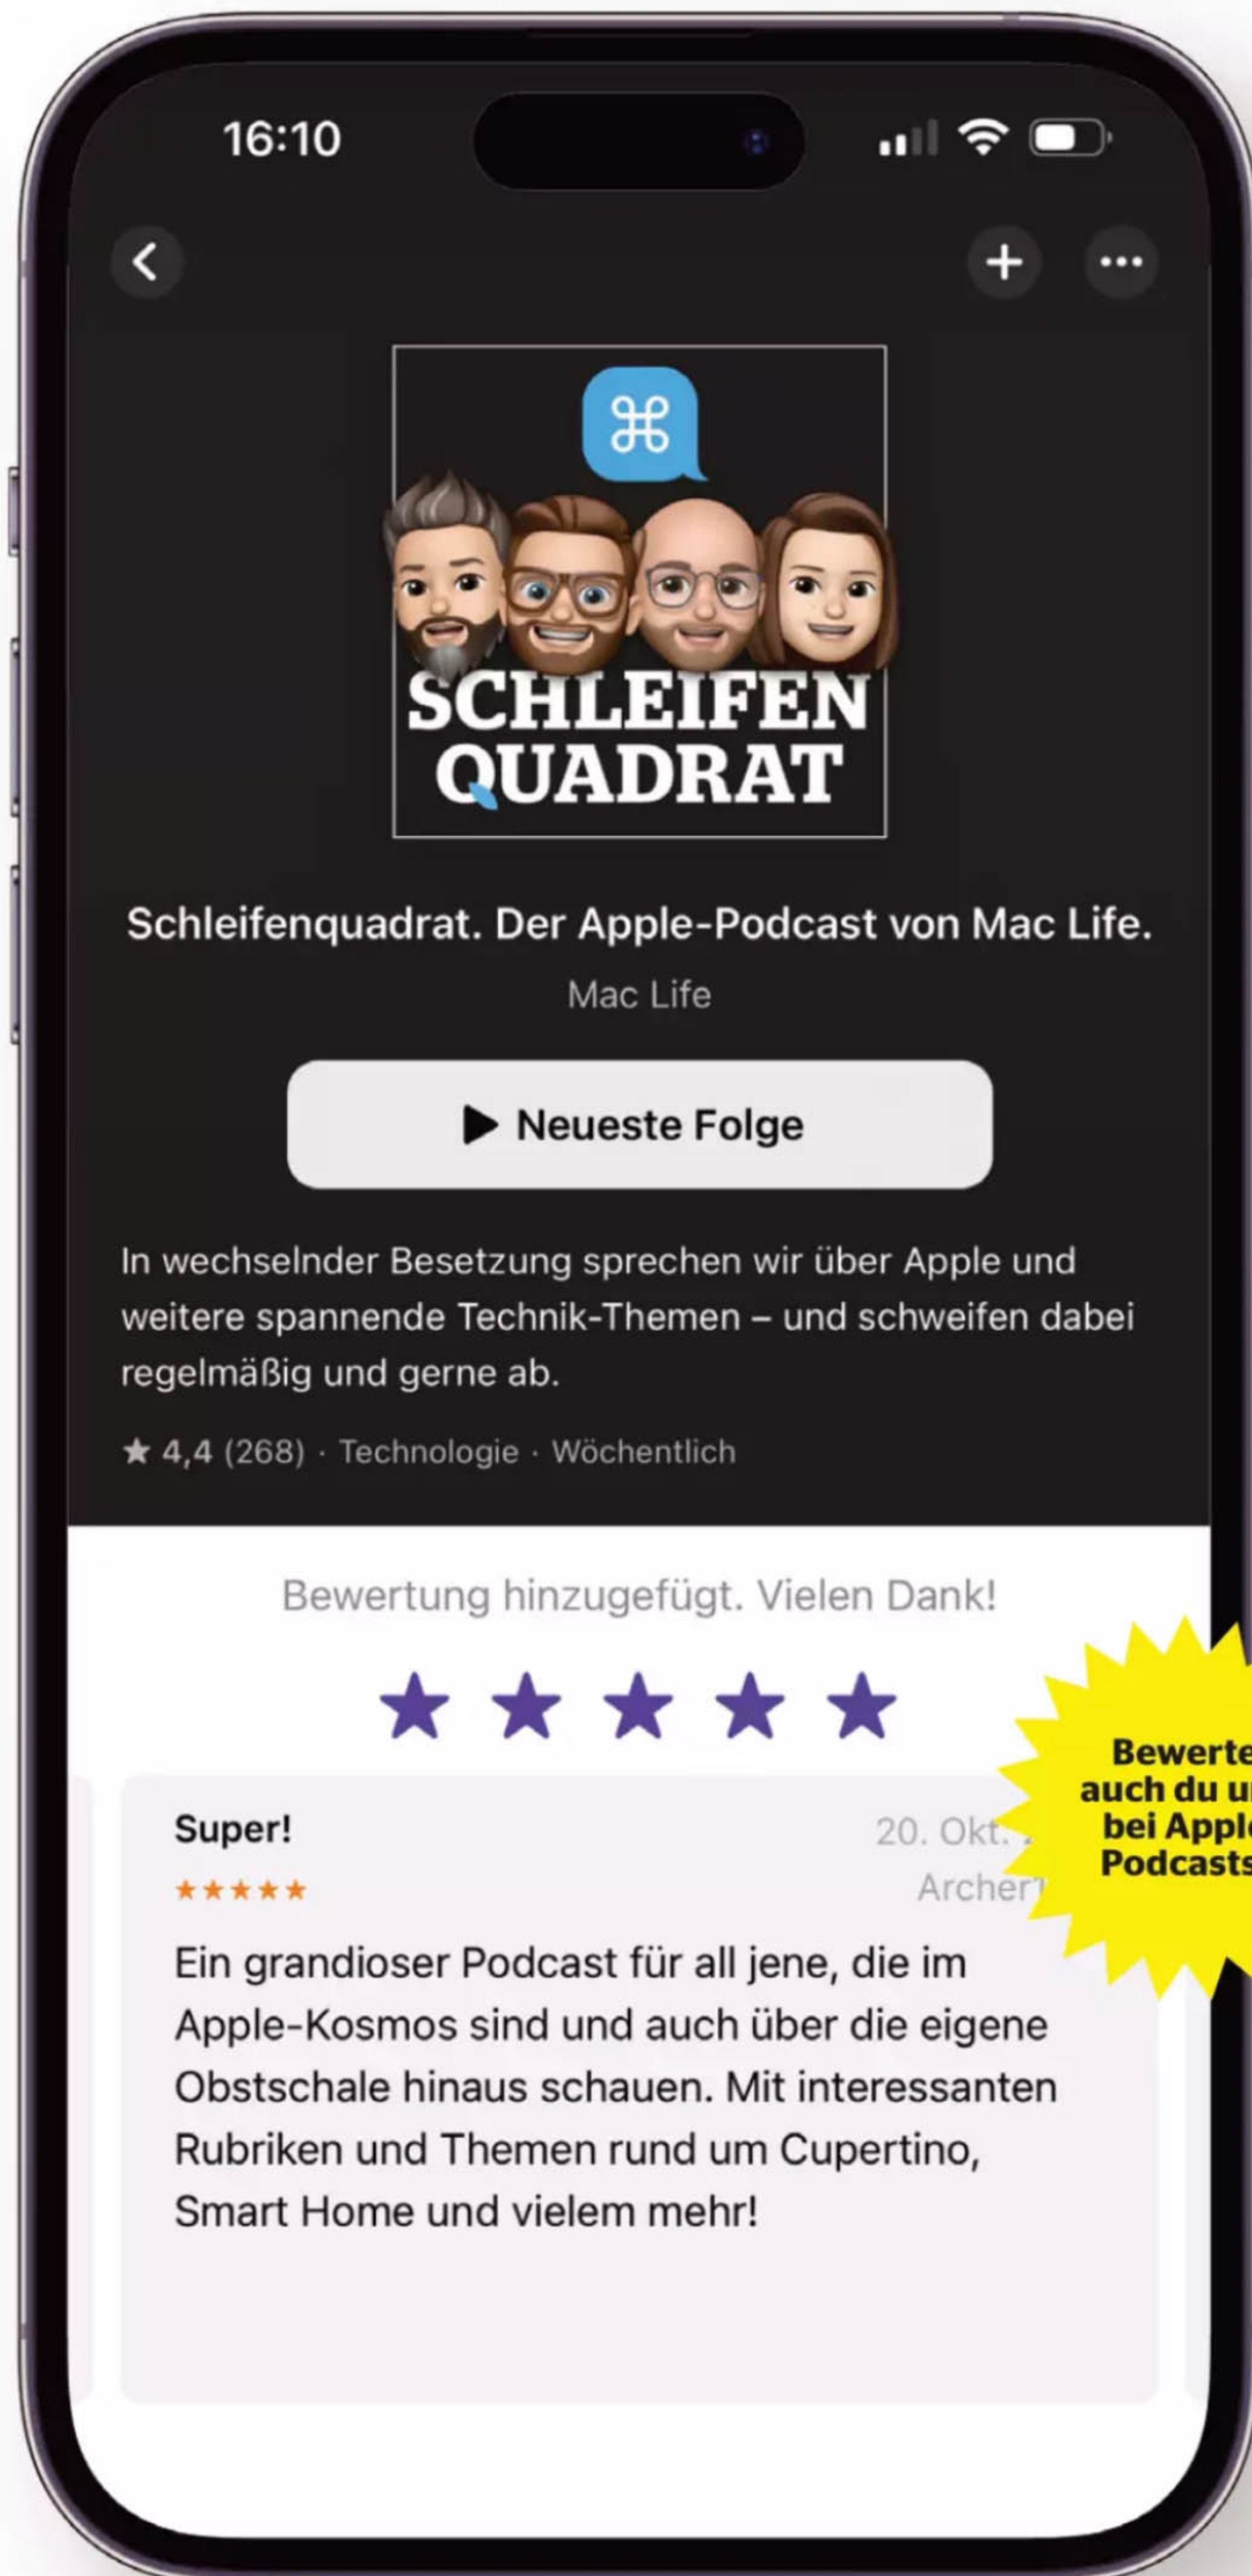 16:10
SCHLEIFEN
QUADRAT
Schleifenquadrat. Der Apple-Podcast von Mac Life.
Mac Life
Neueste Folge
In wechselnder Besetzung sprechen wir über Apple und
weitere spannende Technik-Themen – und schweifen dabei
regelmäßig und gerne ab.
★ 4,4 (268) · Technologie · Wöchentlich
Bewertung hinzugefügt. Vielen Dank!
Super!
20. Okt.
Ein grandioser Podcast für all jene, die im
Apple-Kosmos sind und auch über die eigene
Obstschale hinaus schauen. Mit interessanten
Rubriken und Themen rund um Cupertino,
Smart Home und vielem mehr!
Bewerte
auch du
bei